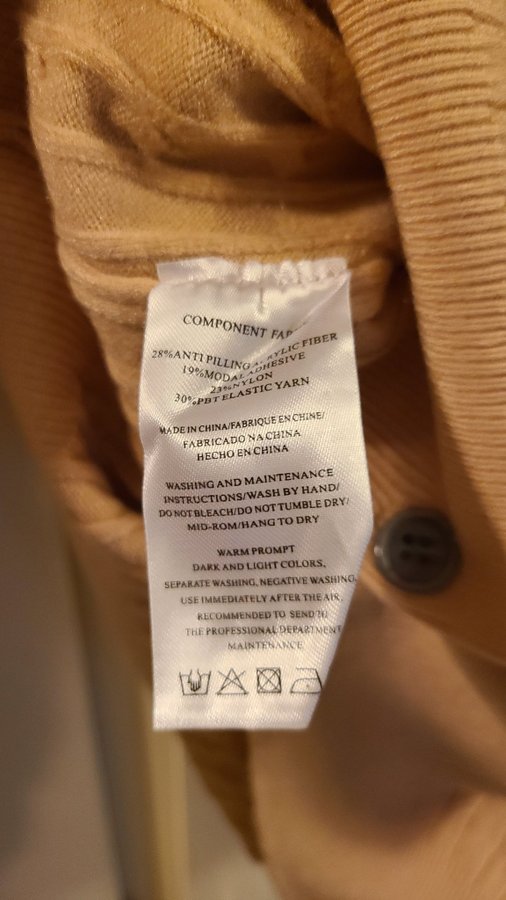 COMPONENT
28%ANTI PILLING ACRYLIC FIBER
19%MODAL ADHESIVE
23%NYLON
30%PBT ELASTIC YARN
MADE IN CHINA/FABRIQUE EN CHINE/
FABRICADO NA CHINA
HECHO EN CHINA
WASHING AND MAINTENANCE
INSTRUCTIONS/WASH BY HAND/
DO NOT BLEACH/DO NOT TUMBLE DRY/
MID-ROM/HANG TO DRY
WARM PROMPT
DARK AND LIGHT COLORS,
SEPARATE WASHING, NEGATIVE WASHING,
USE IMMEDIATELY AFTER THE AIR,
RECOMMENDED TO SEND TO
THE PROFESSIONAL DEPARTMENT
MAINTENANCE